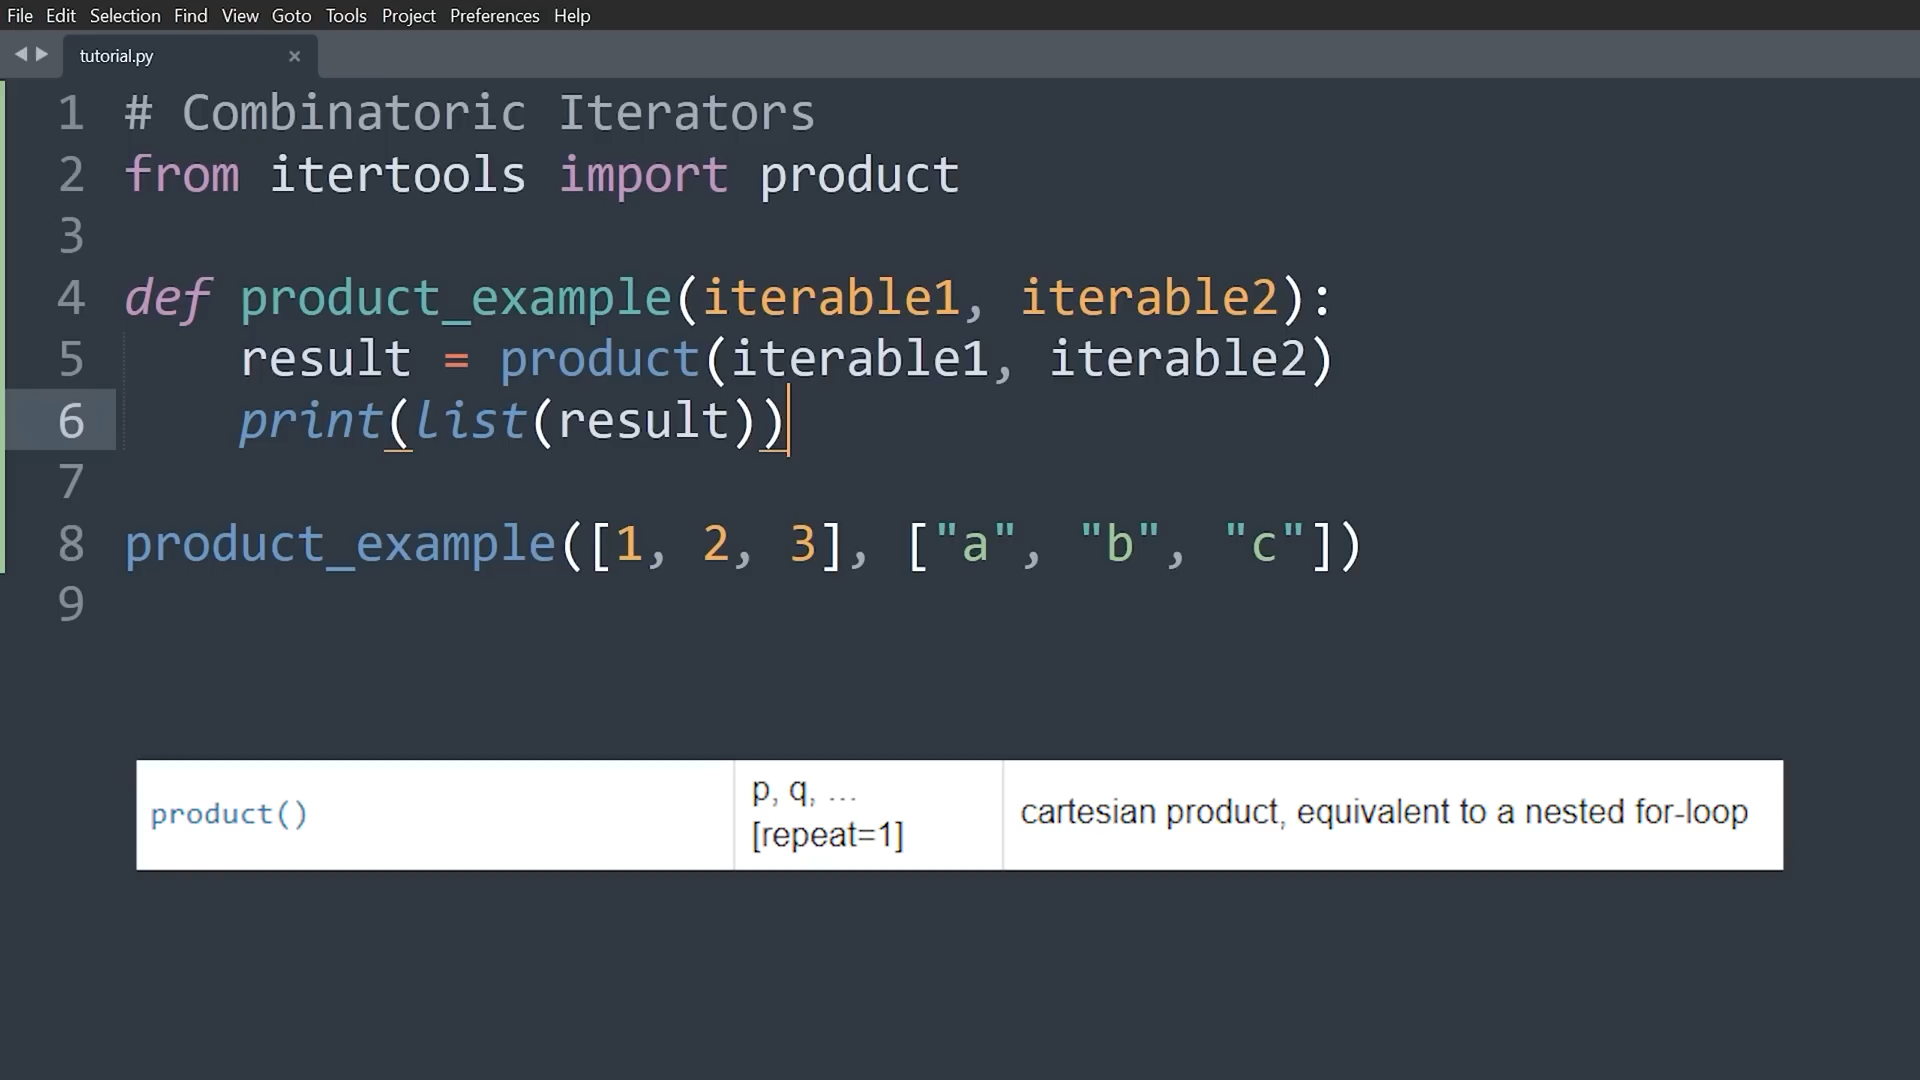 File Edit Selection Find View Goto Tools Project Preferences Help
tutorial.py ×
1 # Combinatoric Iterators
2 from itertools import product
3
4 def product_example(iterable1, iterable2):
5     result = product(iterable1, iterable2)
6     print(list(result))
7
8 product_example([1, 2, 3], ["a", "b", "c"])
9
product() p, q, ... cartesian product, equivalent to a nested for-loop
[repeat=1]